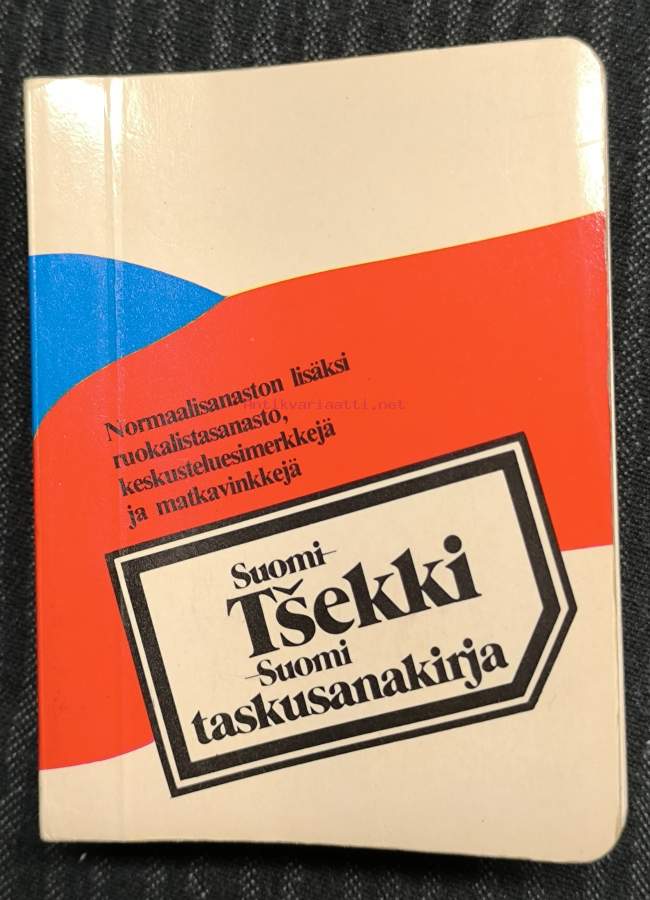 Normaalisanaston lisäksi
ruokalistasanasto,
keskusteluesimerkkejä
ja matkavinkkejä
Antikvariaatti.net
Suomi-
Tšekki
-Suomi
taskusanakirja